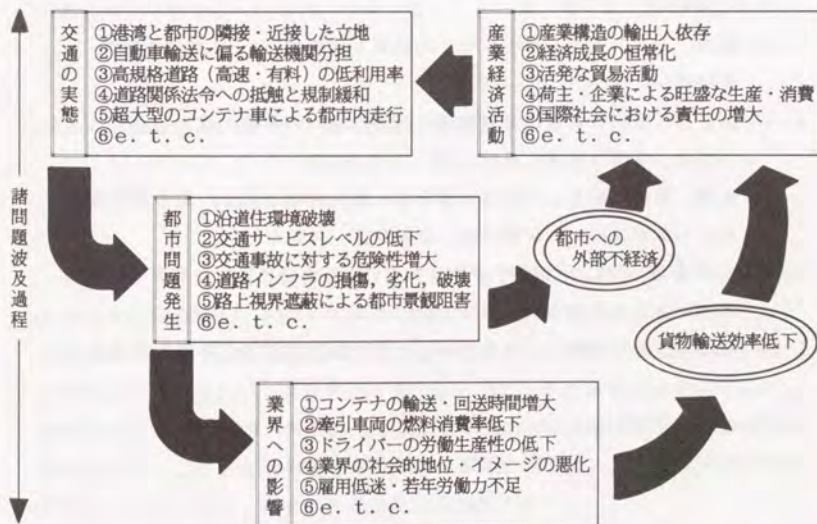 交通の実態
①港湾と都市の隣接・近接した立地
②自動車輸送に偏る輸送機関分担
③高規格道路(高速・有料)の低利用率
④道路関係法令への抵触と規制緩和
⑤超大型のコンテナ車による都市内走行
⑥e. t. c.
産業経済活動
①産業構造の輸出入依存
②経済成長の恒常化
③活発な貿易活動
④荷主・企業による旺盛な生産・消費
⑤国際社会における責任の増大
⑥e. t. c.
諸問題波及過程
都市問題発生
①沿道住環境破壊
②交通サービスレベルの低下
③交通事故に対する危険性増大
④道路インフラの損傷,劣化,破壊
⑤路上視界遮蔽による都市景観阻害
⑥e. t. c.
都市への
外部不経済
貨物輸送効率低下
業界への影響
①コンテナの輸送・回送時間増大
②牽引車両の燃料消費率低下
③ドライバーの労働生産性の低下
④業界の社会的地位・イメージの悪化
⑤雇用低迷・若年労働力不足
⑥e. t. c.